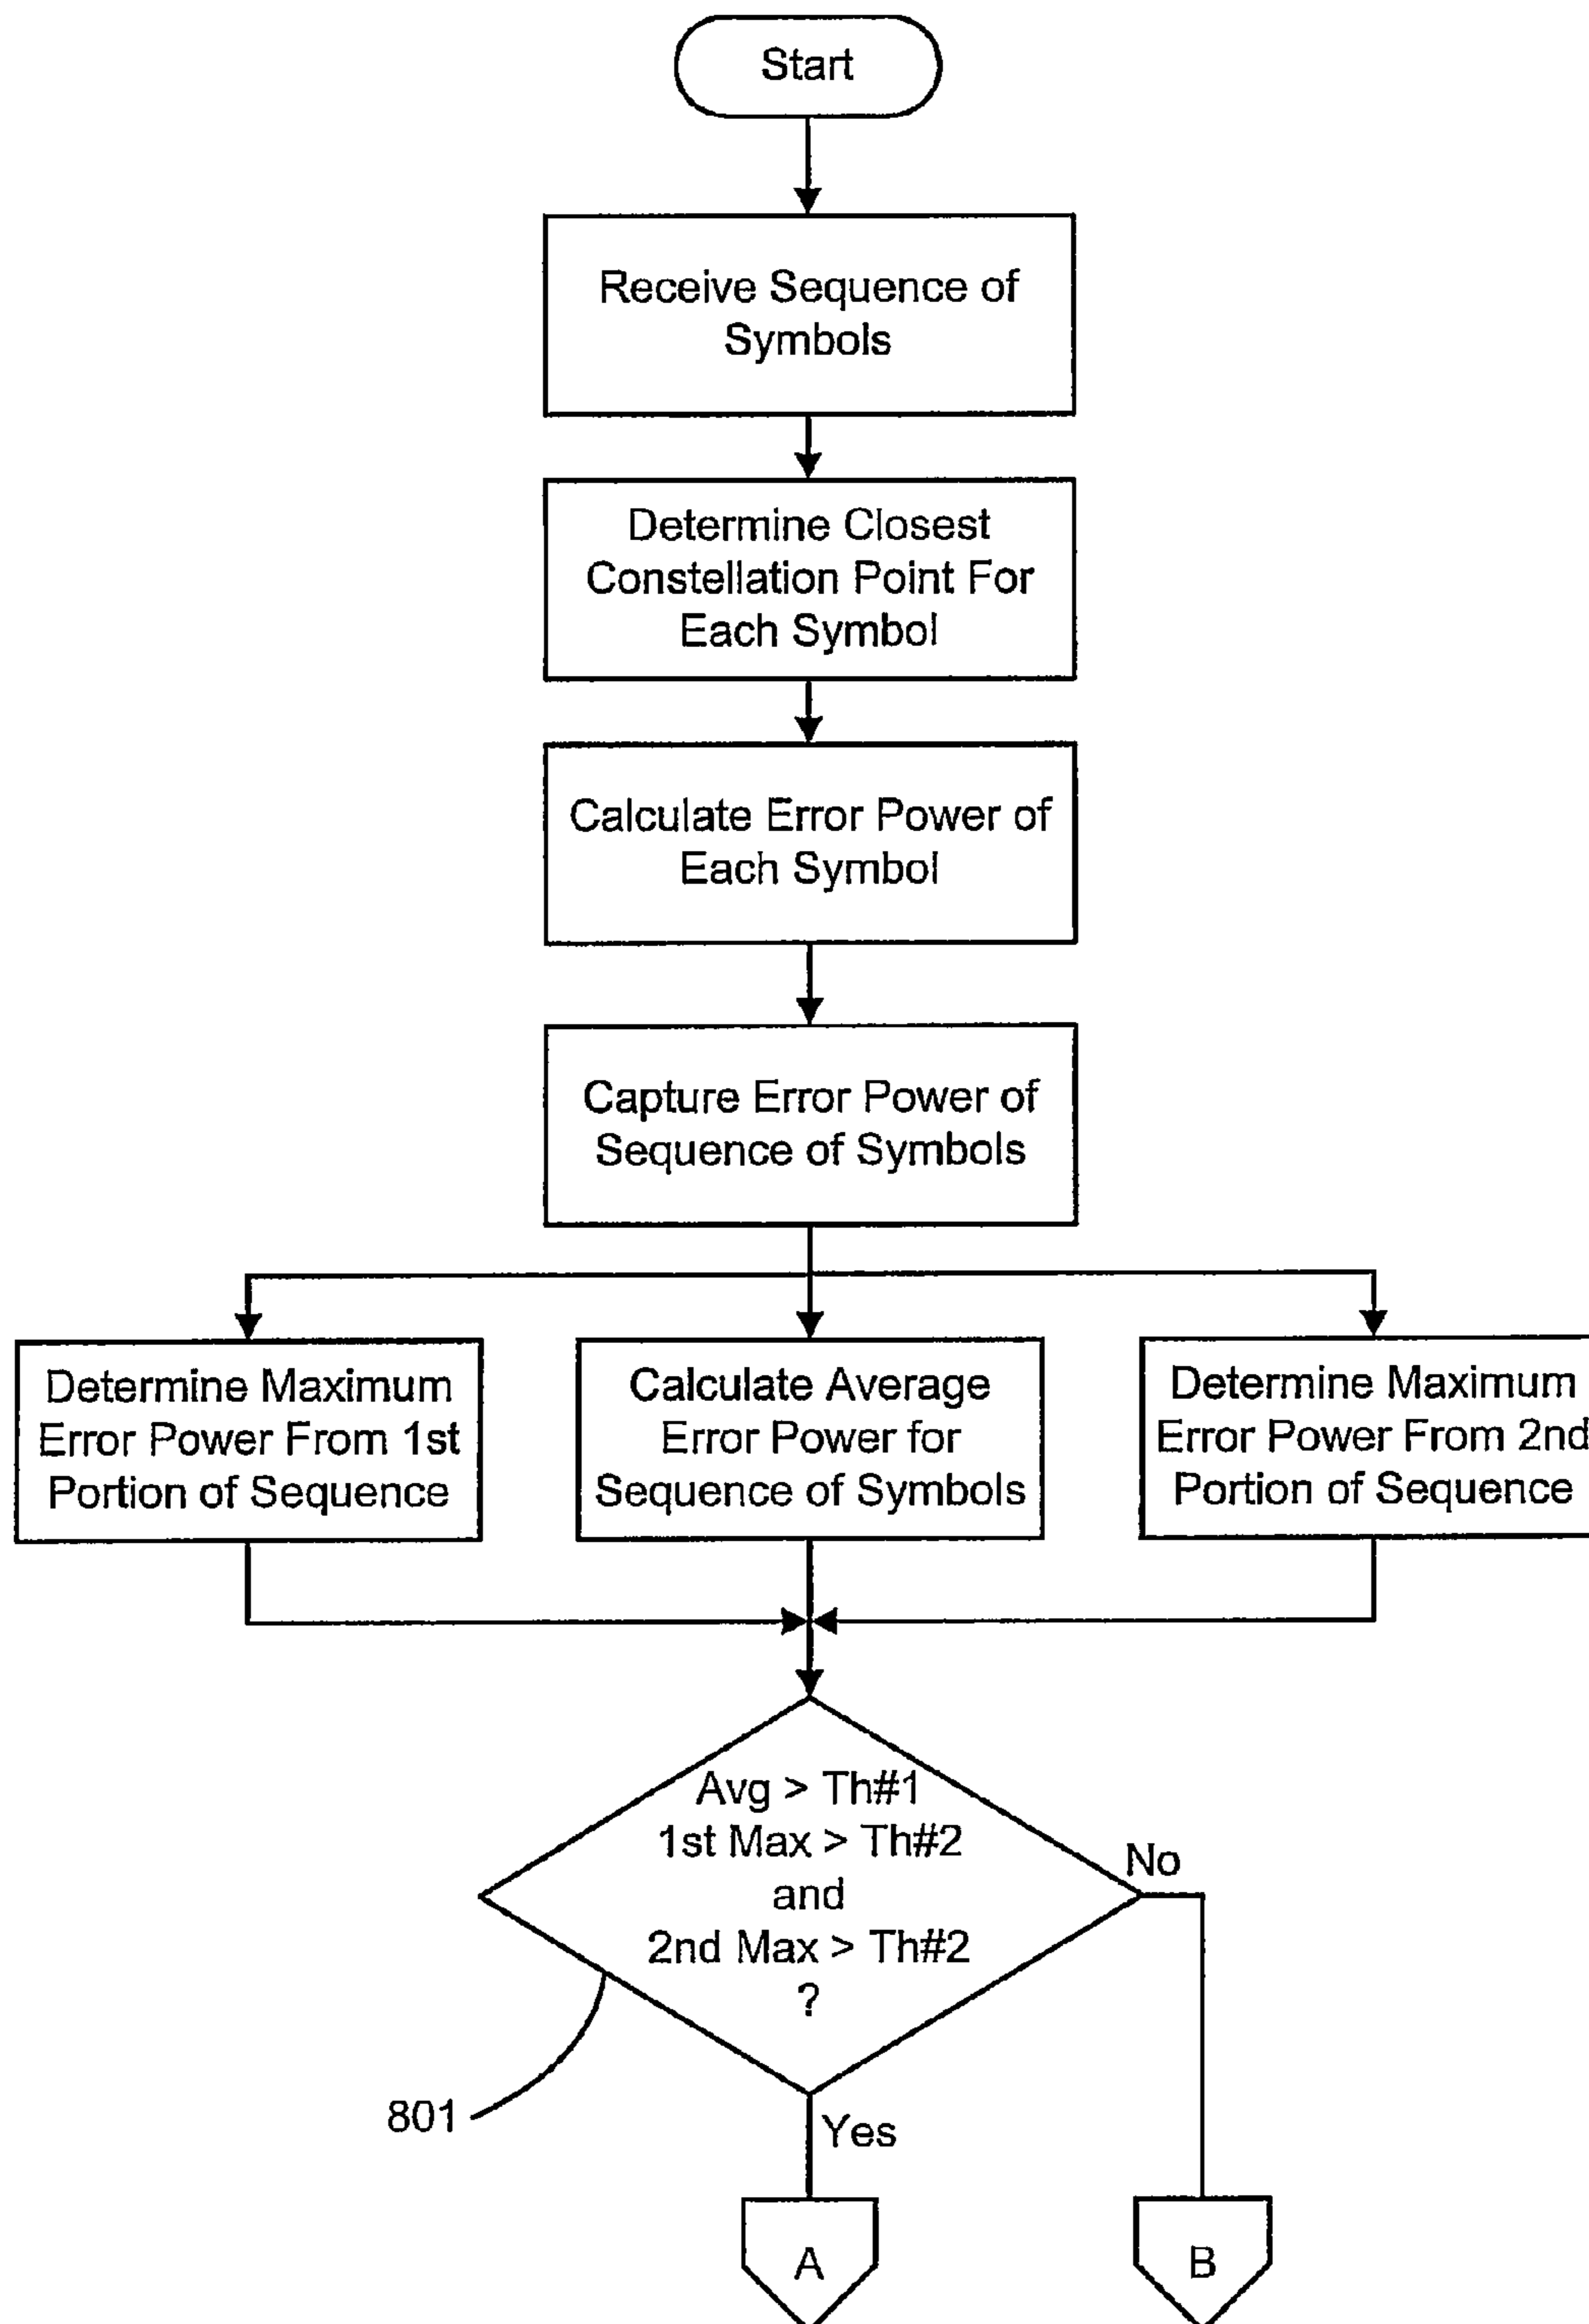 Start
Receive Sequence of
Symbols
Determine Closest
Constellation Point For
Each Symbol
Calculate Error Power of
Each Symbol
Capture Error Power of
Sequence of Symbols
Determine Maximum
Error Power From 1st
Portion of Sequence
Calculate Average
Error Power for
Sequence of Symbols
Determine Maximum
Error Power From 2nd
Portion of Sequence
Avg > Th#1
1st Max > Th#2
and
2nd Max > Th#2
?
No
801
Yes
A
B